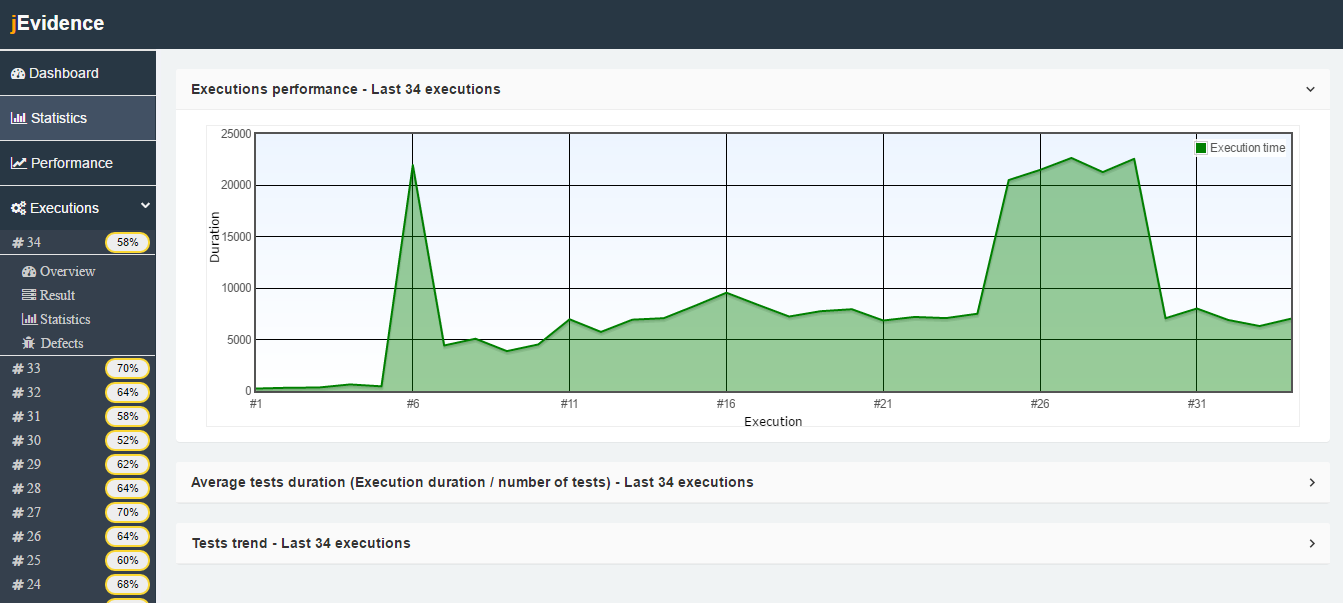 jEvidence
Dashboard
Statistics
Performance
Executions
# 34 58%
Overview
Result
Statistics
Defects
# 33 70%
# 32 64%
# 31 58%
# 30 52%
# 29 62%
# 28 64%
# 27 70%
# 26 64%
# 25 60%
# 24 68%
Executions performance - Last 34 executions
Execution time
Duration
25000
20000
15000
10000
5000
0
#1 #6 #11 #16 #21 #26 #31
Execution
Average tests duration (Execution duration / number of tests) - Last 34 executions
Tests trend - Last 34 executions